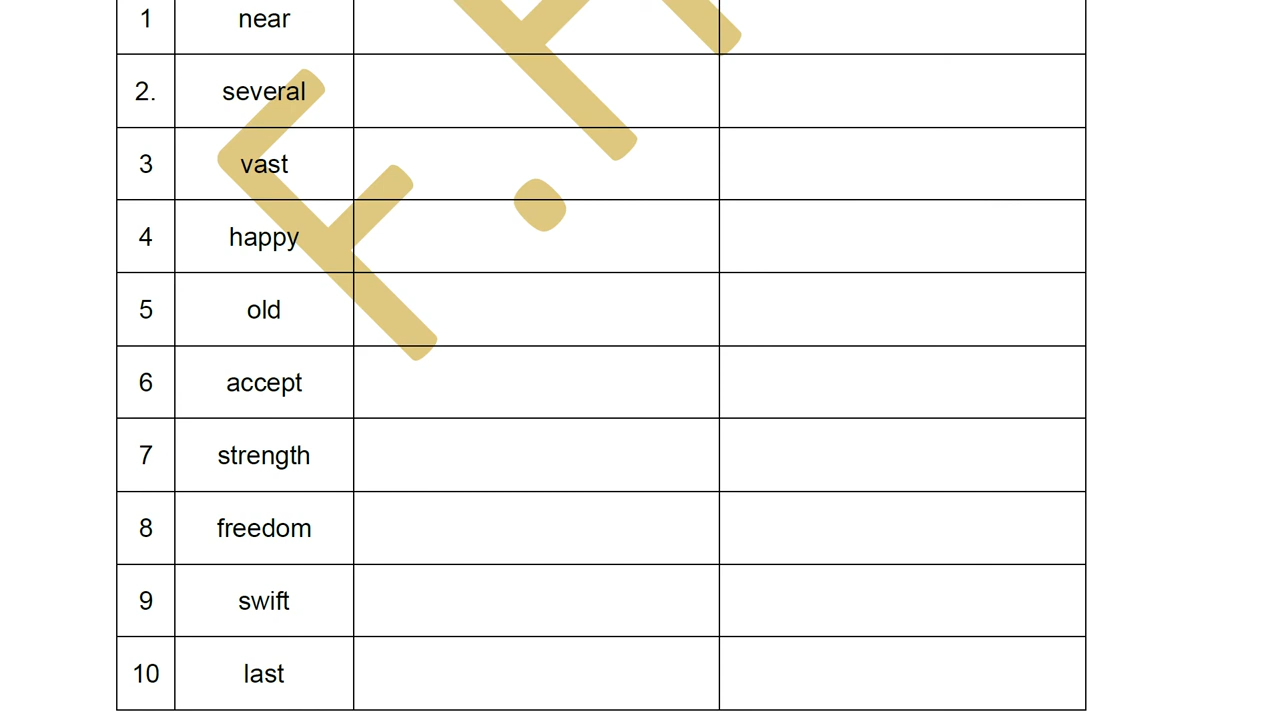 1 near
2. several
3 vast
4 happy
5 old
6 accept
7 strength
8 freedom
9 swift
10 last